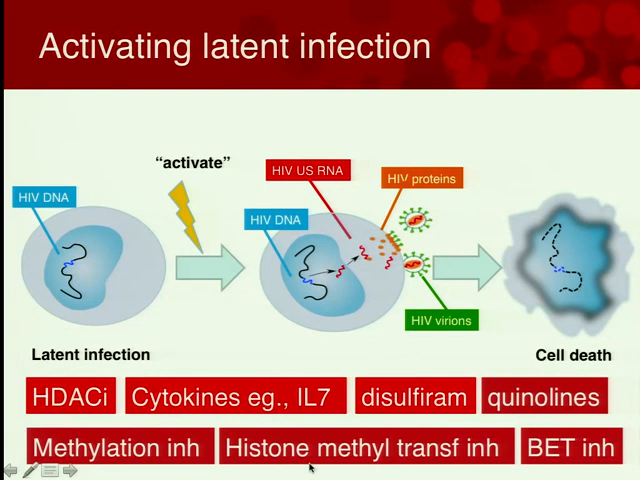 Activating latent infection
"activate"
HIV US RNA
HIV proteins
HIV DNA
HIV DNA
HIV virions
Latent infection
Cell death
HDACi
Cytokines eg., IL7
disulfiram
quinolines
Methylation inh
Histone methyl transf inh
BET inh